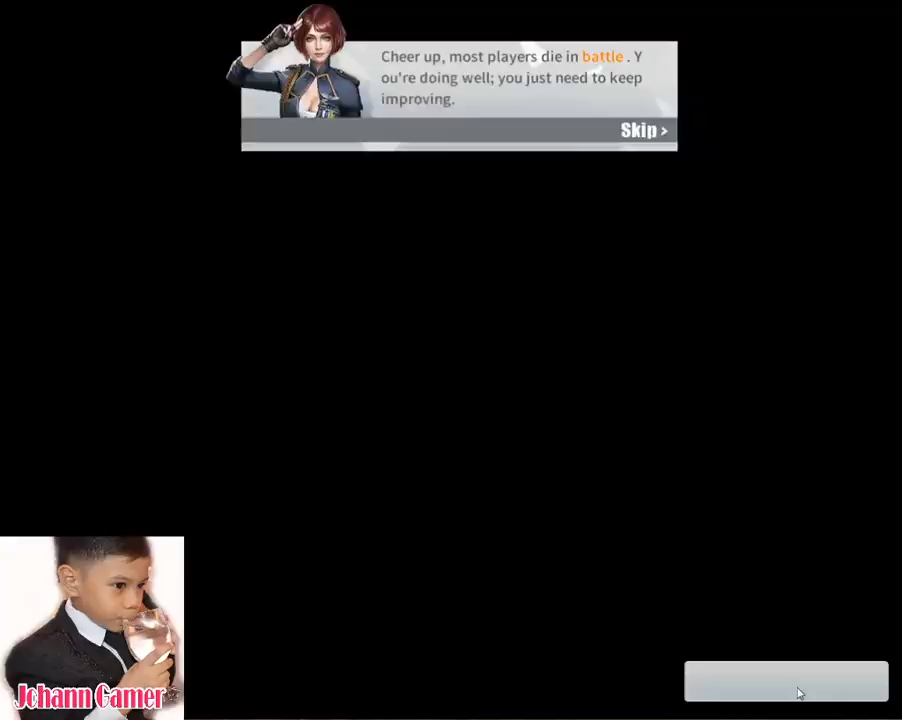 Cheer up, most players die in battle . Y
ou're doing well; you just need to keep
improving.
Skip >
Johann Gamer